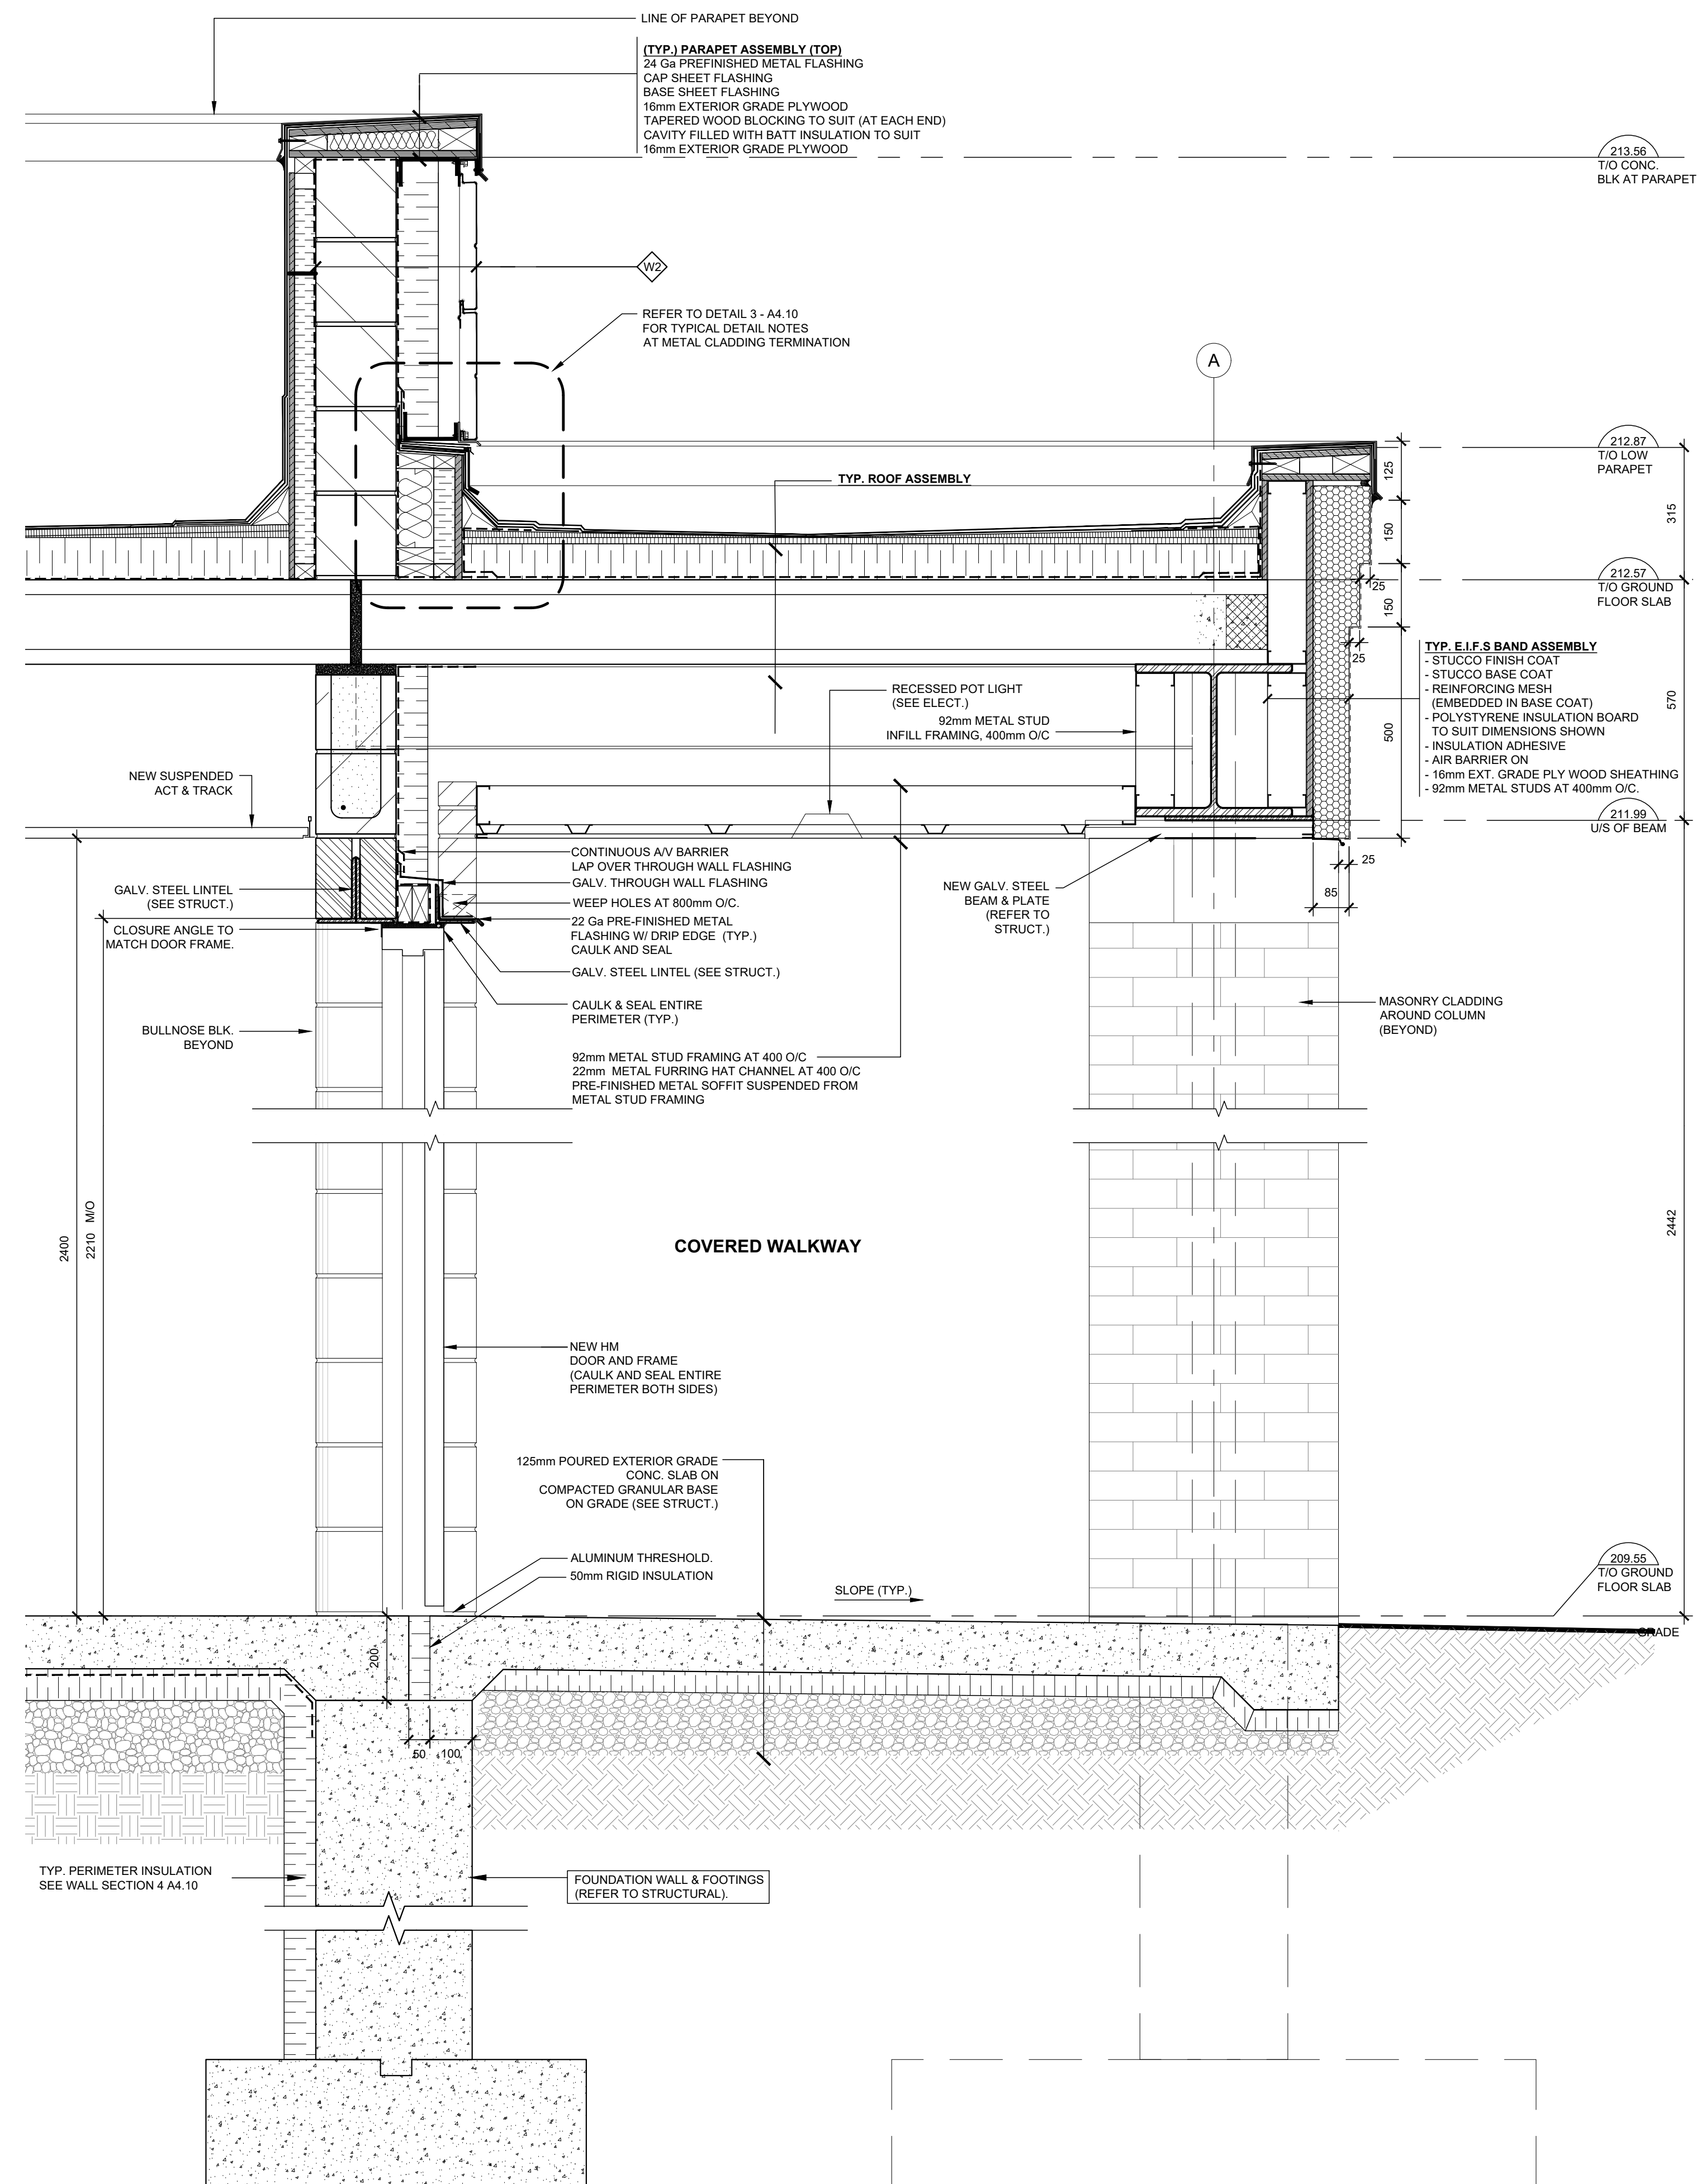 LINE OF PARAPET BEYOND
(TYP.) PARAPET ASSEMBLY (TOP)
24 Ga PREFINISHED METAL FLASHING
CAP SHEET FLASHING
BASE SHEET FLASHING
16mm EXTERIOR GRADE PLYWOOD
TAPERED WOOD BLOCKING TO SUIT (AT EACH END)
CAVITY FILLED WITH BATT INSULATION TO SUIT
16mm EXTERIOR GRADE PLYWOOD
213.56
T/O CONC.
BLK AT PARAPET
W2
REFER TO DETAIL 3 - A4.10
FOR TYPICAL DETAIL NOTES
AT METAL CLADDING TERMINATION
A
212.87
T/O LOW
PARAPET
125
TYP. ROOF ASSEMBLY
315
150
212.57
T/O GROUND
FLOOR SLAB
25
150
25
TYP. E.I.F.S BAND ASSEMBLY
- STUCCO FINISH COAT
- STUCCO BASE COAT
- REINFORCING MESH
(EMBEDDED IN BASE COAT)
- POLYSTYRENE INSULATION BOARD
TO SUIT DIMENSIONS SHOWN
- INSULATION ADHESIVE
- AIR BARRIER ON
- 16mm EXT. GRADE PLY WOOD SHEATHING
- 92mm METAL STUDS AT 400mm O/C.
570
500
RECESSED POT LIGHT
(SEE ELECT.)
92mm METAL STUD
INFILL FRAMING, 400mm O/C
NEW SUSPENDED
ACT & TRACK
211.99
U/S OF BEAM
CONTINUOUS A/V BARRIER
LAP OVER THROUGH WALL FLASHING
GALV. THROUGH WALL FLASHING
WEEP HOLES AT 800mm O/C.
22 Ga PRE-FINISHED METAL
FLASHING W/ DRIP EDGE (TYP.)
CAULK AND SEAL
GALV. STEEL LINTEL (SEE STRUCT.)
CAULK & SEAL ENTIRE
PERIMETER (TYP.)
25
85
GALV. STEEL LINTEL
(SEE STRUCT.)
CLOSURE ANGLE TO
MATCH DOOR FRAME.
NEW GALV. STEEL
BEAM & PLATE
(REFER TO
STRUCT.)
BULLNOSE BLK.
BEYOND
MASONRY CLADDING
AROUND COLUMN
(BEYOND)
92mm METAL STUD FRAMING AT 400 O/C
22mm METAL FURRING HAT CHANNEL AT 400 O/C
PRE-FINISHED METAL SOFFIT SUSPENDED FROM
METAL STUD FRAMING
2400
2210 M/O
COVERED WALKWAY
2442
NEW HM
DOOR AND FRAME
(CAULK AND SEAL ENTIRE
PERIMETER BOTH SIDES)
125mm POURED EXTERIOR GRADE
CONC. SLAB ON
COMPACTED GRANULAR BASE
ON GRADE (SEE STRUCT.)
ALUMINUM THRESHOLD.
50mm RIGID INSULATION
SLOPE (TYP.)
209.55
T/O GROUND
FLOOR SLAB
GRADE
200
50
100
TYP. PERIMETER INSULATION
SEE WALL SECTION 4 A4.10
FOUNDATION WALL & FOOTINGS
(REFER TO STRUCTURAL).